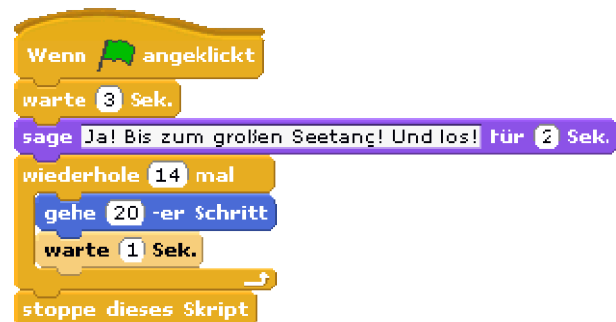 Wenn angeklickt
warte 3 Sek.
sage Ja! Bis zum großen Seetang! Und los! für 2 Sek.
wiederhole 14 mal
gehe 20 -er Schritt
warte 1 Sek.
stoppe dieses Skript